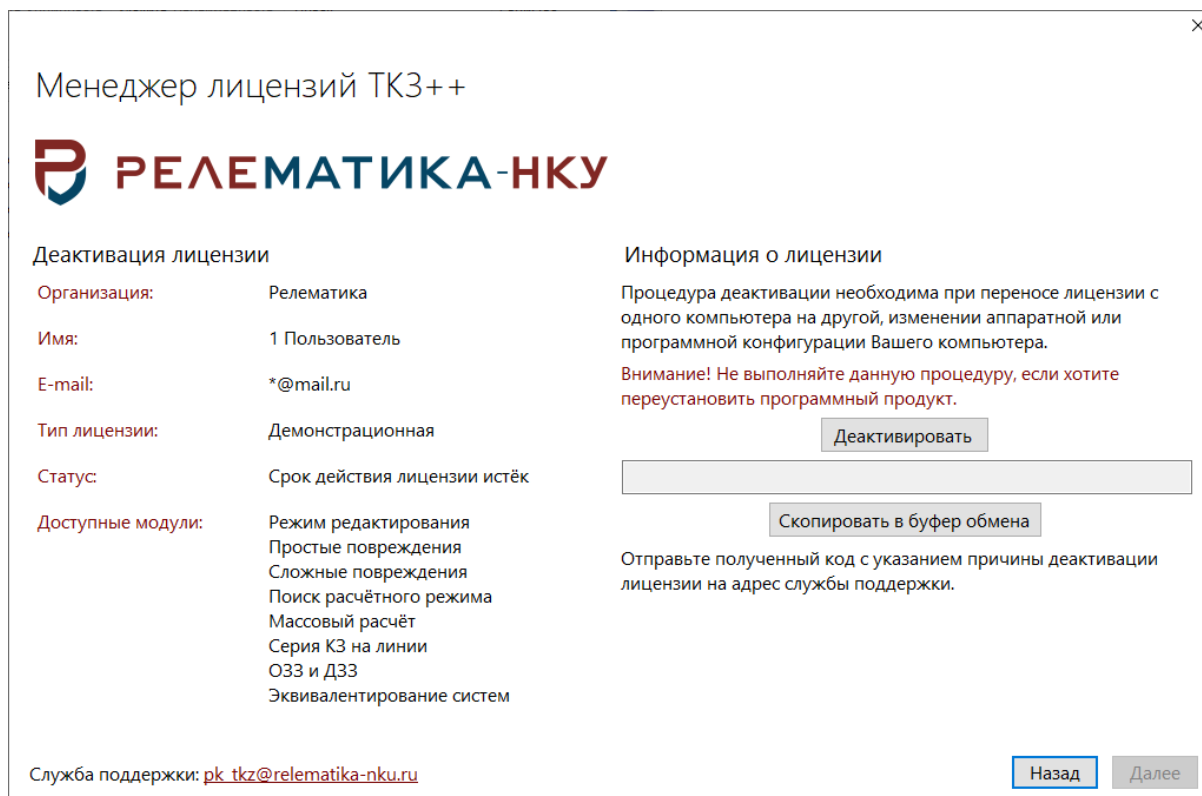 Менеджер лицензий ТКЗ++
РЕЛЕМАТИКА-НКУ
Деактивация лицензии
Организация: Релематика
Имя: 1 Пользователь
E-mail: *@mail.ru
Тип лицензии: Демонстрационная
Статус: Срок действия лицензии истёк
Доступные модули: Режим редактирования
Простые повреждения
Сложные повреждения
Поиск расчётного режима
Массовый расчёт
Серия КЗ на линии
ОЗЗ и ДЗЗ
Эквивалентирование систем
Информация о лицензии
Процедура деактивации необходима при переносе лицензии с
одного компьютера на другой, изменении аппаратной или
программной конфигурации Вашего компьютера.
Внимание! Не выполняйте данную процедуру, если хотите
переустановить программный продукт.
Деактивировать
Скопировать в буфер обмена
Отправьте полученный код с указанием причины деактивации
лицензии на адрес службы поддержки.
Служба поддержки: pk_tkz@relematika-nku.ru
Назад
Далее